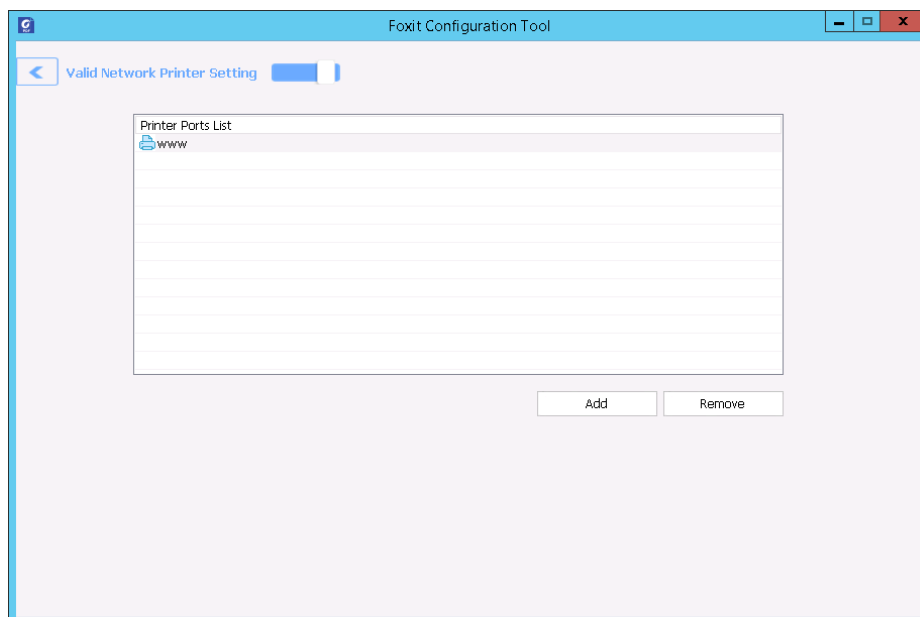 Foxit Configuration Tool
Valid Network Printer Setting
Printer Ports List
www
Add
Remove